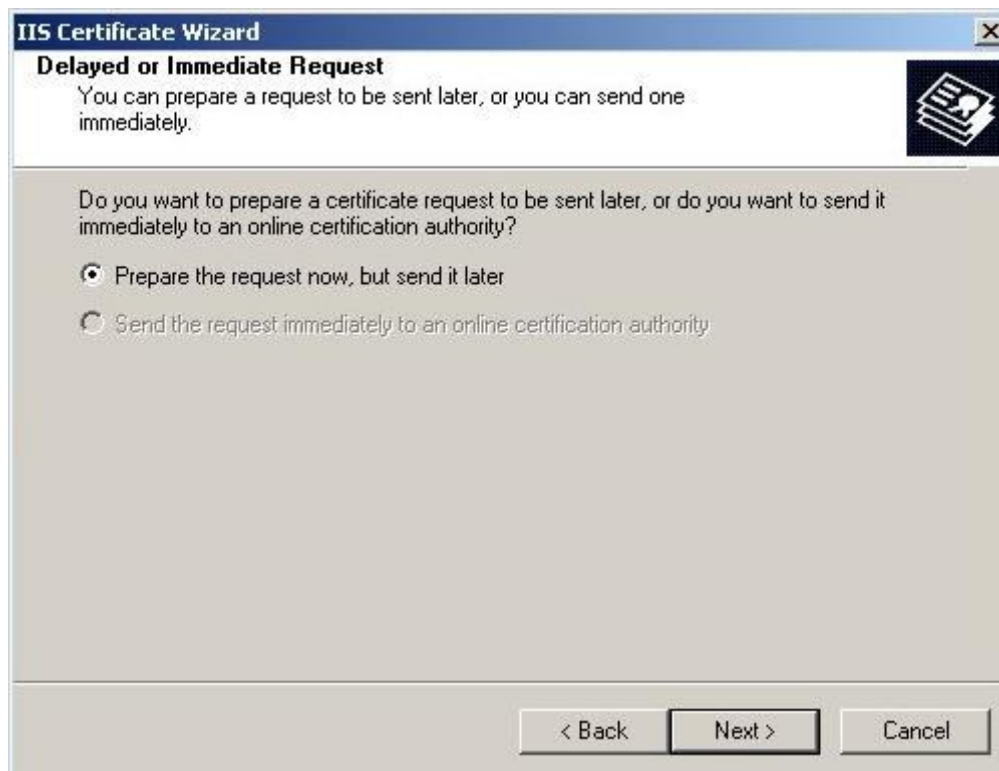 IIS Certificate Wizard
Delayed or Immediate Request
You can prepare a request to be sent later, or you can send one
immediately.
Do you want to prepare a certificate request to be sent later, or do you want to send it
immediately to an online certification authority?
Prepare the request now, but send it later
Send the request immediately to an online certification authority
< Back
Next >
Cancel